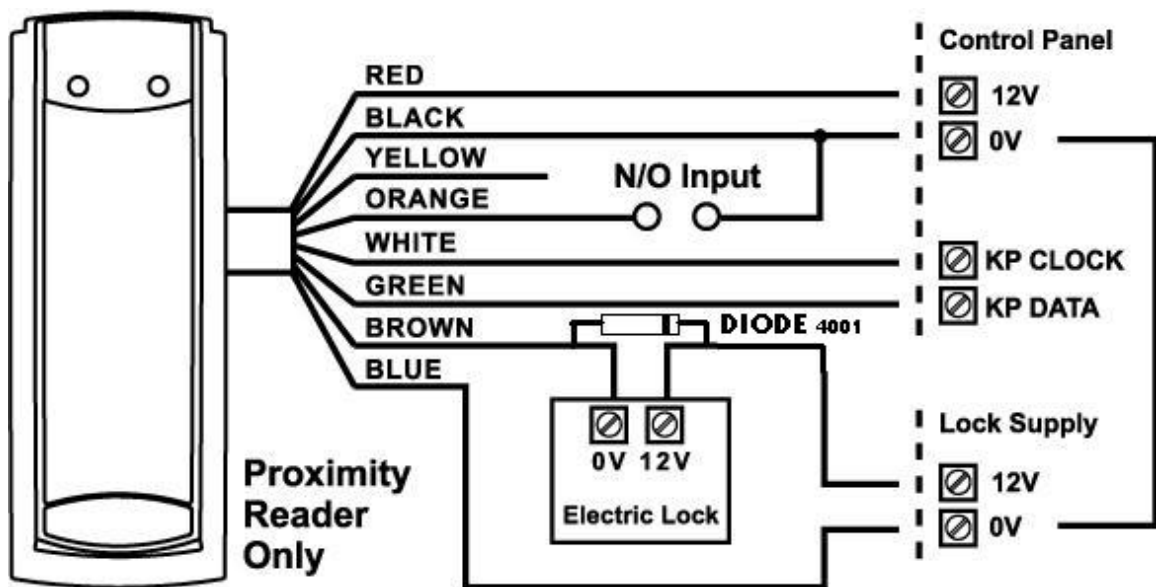 RED
BLACK
YELLOW
ORANGE
WHITE
GREEN
BROWN
BLUE
N/O Input
DIODE 4001
0V 12V
Electric Lock
Proximity
Reader
Only
Control Panel
12V
0V
KP CLOCK
KP DATA
Lock Supply
12V
0V